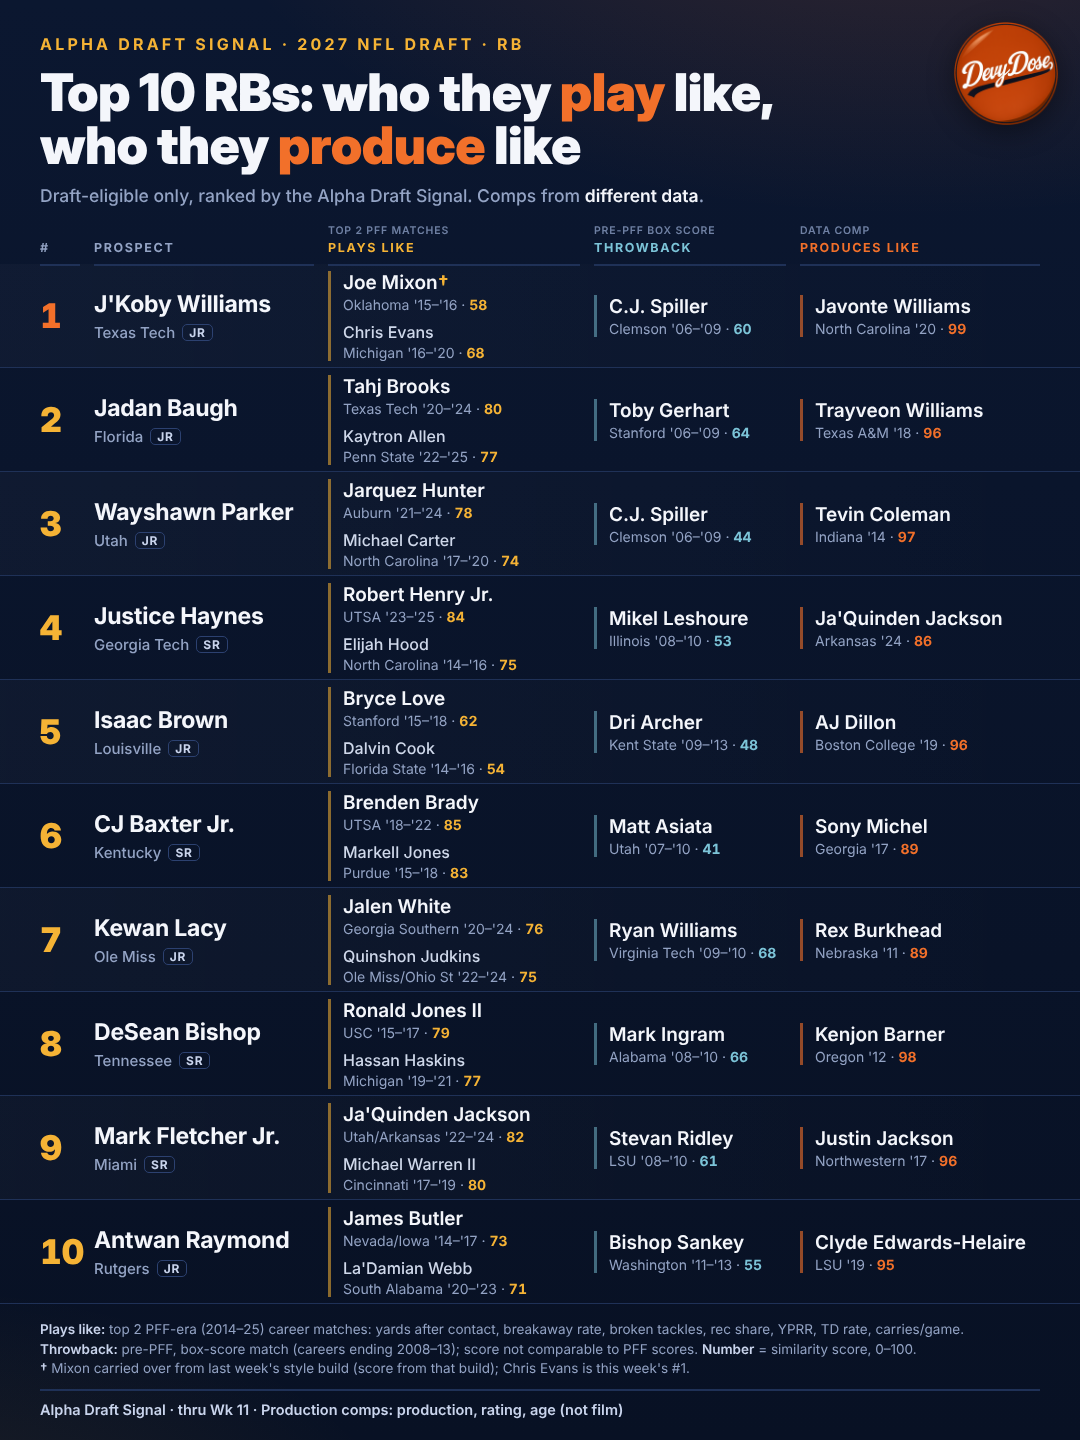 ALPHA DRAFT SIGNAL · 2027 NFL DRAFT · RB
DevyDose
Top 10 RBs: who they play like,
who they produce like
Draft-eligible only, ranked by the Alpha Draft Signal. Comps from different data.
# PROSPECT
TOP 2 PFF MATCHES
PLAYS LIKE
PRE-PFF BOX SCORE
THROWBACK
DATA COMP
PRODUCES LIKE
1
J'Koby Williams
Texas Tech JR
Joe Mixon†
Oklahoma '15–'16 · 58
Chris Evans
Michigan '16–'20 · 68
C.J. Spiller
Clemson '06–'09 · 60
Javonte Williams
North Carolina '20 · 99
2
Jadan Baugh
Florida JR
Tahj Brooks
Texas Tech '20–'24 · 80
Kaytron Allen
Penn State '22–'25 · 77
Toby Gerhart
Stanford '06–'09 · 64
Trayveon Williams
Texas A&M '18 · 96
3
Wayshawn Parker
Utah JR
Jarquez Hunter
Auburn '21–'24 · 78
Michael Carter
North Carolina '17–'20 · 74
C.J. Spiller
Clemson '06–'09 · 44
Tevin Coleman
Indiana '14 · 97
4
Justice Haynes
Georgia Tech SR
Robert Henry Jr.
UTSA '23–'25 · 84
Elijah Hood
North Carolina '14–'16 · 75
Mikel Leshoure
Illinois '08–'10 · 53
Ja'Quinden Jackson
Arkansas '24 · 86
5
Isaac Brown
Louisville JR
Bryce Love
Stanford '15–'18 · 62
Dalvin Cook
Florida State '14–'16 · 54
Dri Archer
Kent State '09–'13 · 48
AJ Dillon
Boston College '19 · 96
6
CJ Baxter Jr.
Kentucky SR
Brenden Brady
UTSA '18–'22 · 85
Markell Jones
Purdue '15–'18 · 83
Matt Asiata
Utah '07–'10 · 41
Sony Michel
Georgia '17 · 89
7
Kewan Lacy
Ole Miss JR
Jalen White
Georgia Southern '20–'24 · 76
Quinshon Judkins
Ole Miss/Ohio St '22–'24 · 75
Ryan Williams
Virginia Tech '09–'10 · 68
Rex Burkhead
Nebraska '11 · 89
8
DeSean Bishop
Tennessee SR
Ronald Jones II
USC '15–'17 · 79
Hassan Haskins
Michigan '19–'21 · 77
Mark Ingram
Alabama '08–'10 · 66
Kenjon Barner
Oregon '12 · 98
9
Mark Fletcher Jr.
Miami SR
Ja'Quinden Jackson
Utah/Arkansas '22–'24 · 82
Michael Warren II
Cincinnati '17–'19 · 80
Stevan Ridley
LSU '08–'10 · 61
Justin Jackson
Northwestern '17 · 96
10
Antwan Raymond
Rutgers JR
James Butler
Nevada/Iowa '14–'17 · 73
La'Damian Webb
South Alabama '20–'23 · 71
Bishop Sankey
Washington '11–'13 · 55
Clyde Edwards-Helaire
LSU '19 · 95
Plays like: top 2 PFF-era (2014–25) career matches: yards after contact, breakaway rate, broken tackles, rec share, YPRR, TD rate, carries/game.
Throwback: pre-PFF, box-score match (careers ending 2008–13); score not comparable to PFF scores. Number = similarity score, 0–100.
† Mixon carried over from last week's style build (score from that build); Chris Evans is this week's #1.
Alpha Draft Signal · thru Wk 11 · Production comps: production, rating, age (not film)